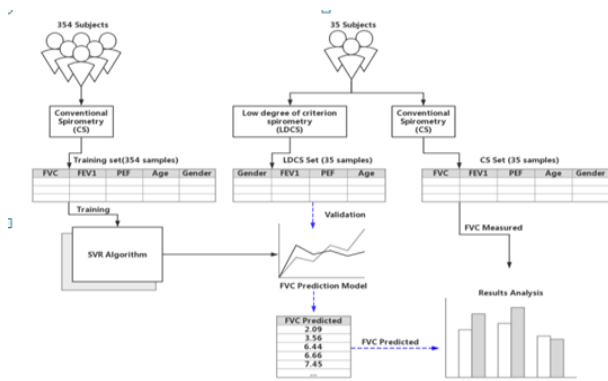 354 Subjects
35 Subjects
Conventional
Spirometry
(CS)
Low degree of criterion
spirometry
(LDCS)
Conventional
Spirometry
(CS)
Training set(354 samples)
LDCS Set (35 samples)
CS Set (35 samples)
FVC FEV1 PEF Age Gender
Gender FEV1 PEF Age
FVC FEV1 PEF Age Gender
Training
Validation
FVC Measured
SVR Algorithm
FVC Prediction Model
Results Analysis
FVC Predicted
2.09
3.56
6.44
6.66
7.45
...
FVC Predicted